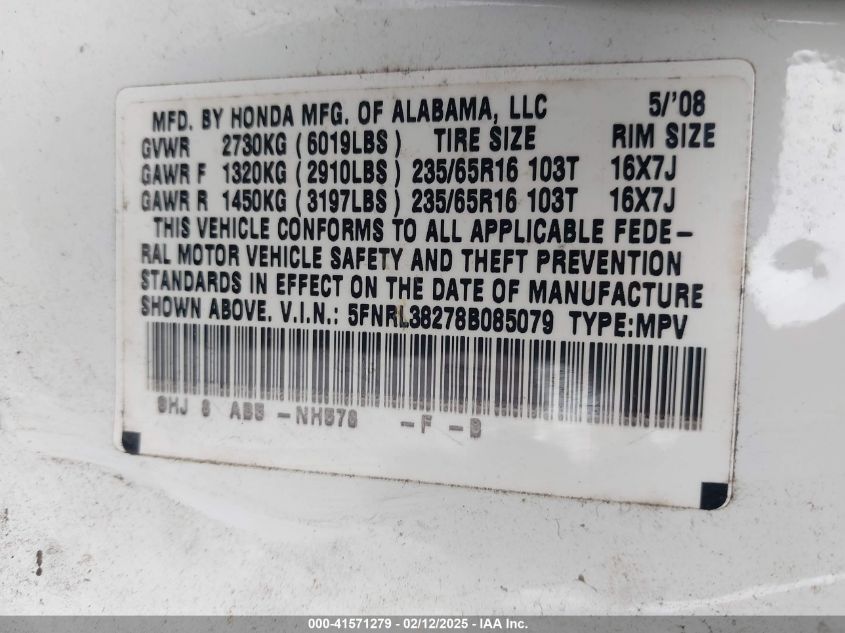 MFD. BY HONDA MFG. OF ALABAMA, LLC 5/'08
GVWR 2730KG ( 6019LBS ) TIRE SIZE RIM SIZE
GAWR F 1320KG ( 2910LBS ) 235/65R16 103T 16X7J
GAWR R 1450KG ( 3197LBS ) 235/65R16 103T 16X7J
THIS VEHICLE CONFORMS TO ALL APPLICABLE FEDE-
RAL MOTOR VEHICLE SAFETY AND THEFT PREVENTION
STANDARDS IN EFFECT ON THE DATE OF MANUFACTURE
SHOWN ABOVE. V.I.N.: 5FNRL38278B085079 TYPE:MPV
-NH578 -F -B
000-41571279 - 02/12/2025 - IAA Inc.